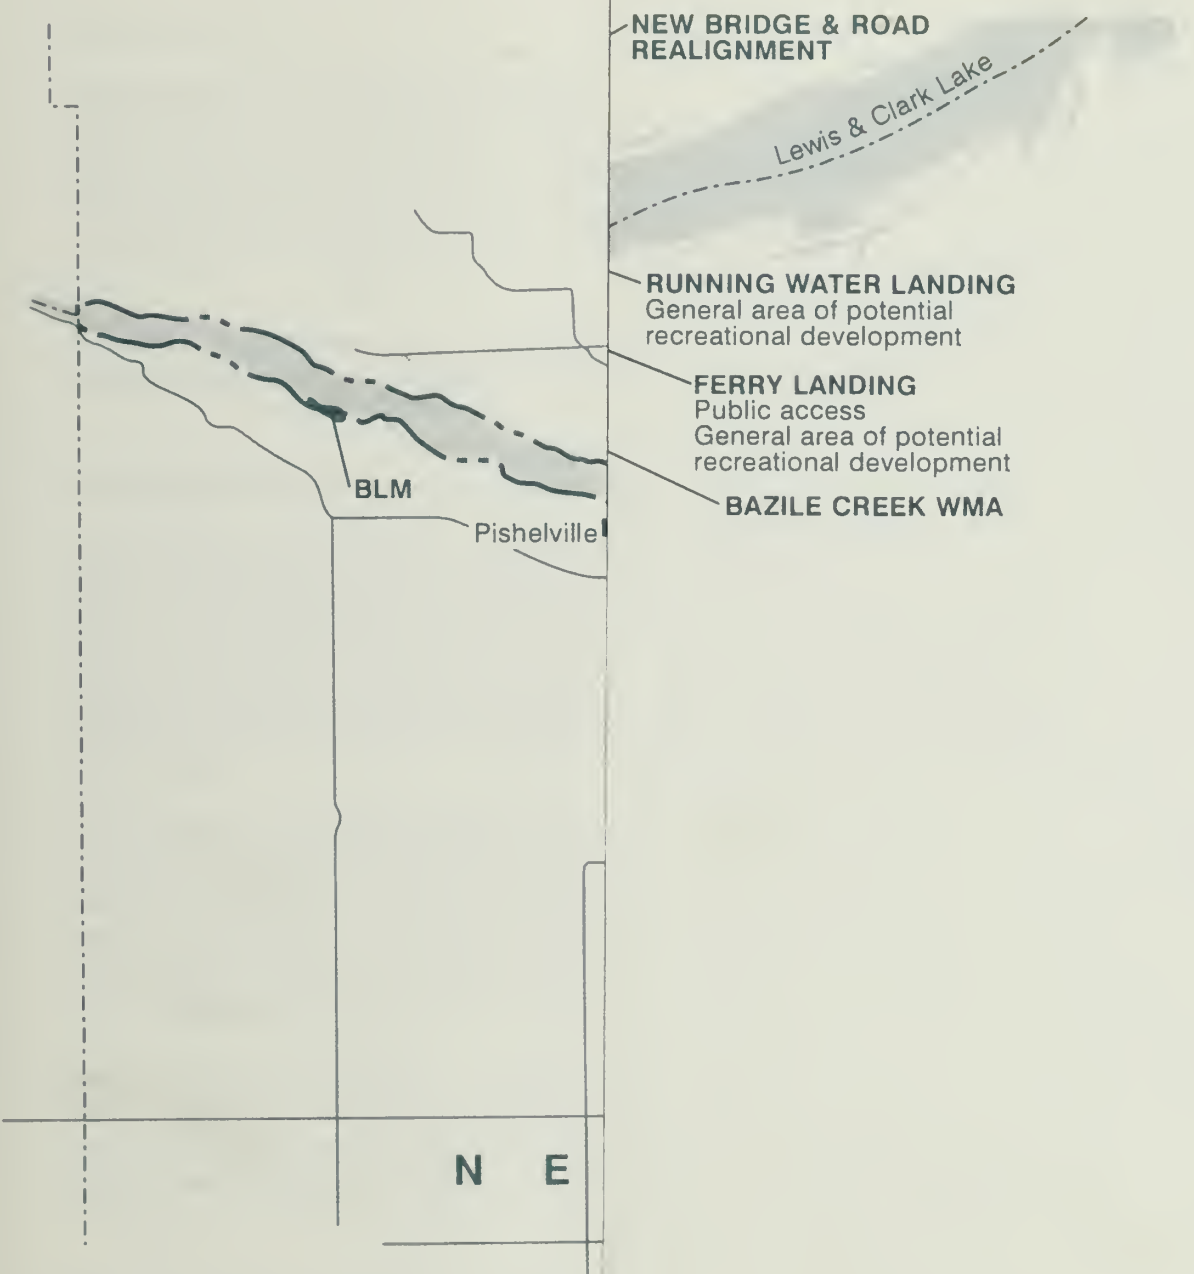 NEW BRIDGE & ROAD
REALIGNMENT
Lewis & Clark Lake
RUNNING WATER LANDING
General area of potential
recreational development
FERRY LANDING
Public access
General area of potential
recreational development
BAZILE CREEK WMA
BLM
Pishelville
N E